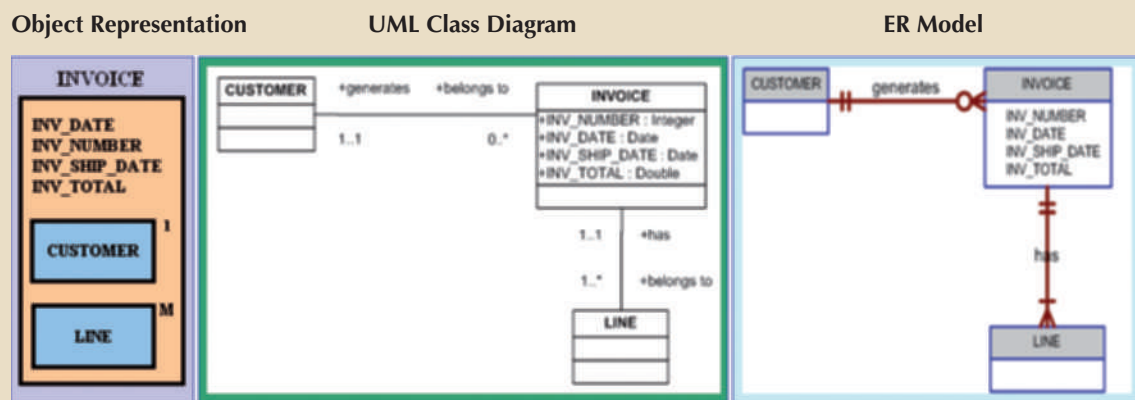 Object Representation
UML Class Diagram
ER Model
INVOICE
INV_DATE
INV_NUMBER
INV_SHIP_DATE
INV_TOTAL
1
CUSTOMER
M
LINE
CUSTOMER
+generates
+belongs to
1..1
0..*
INVOICE
+INV_NUMBER : Integer
+INV_DATE : Date
+INV_SHIP_DATE : Date
+INV_TOTAL : Double
1..1
+has
1..*
+belongs to
LINE
CUSTOMER
generates
INVOICE
INV_NUMBER
INV_DATE
INV_SHIP_DATE
INV_TOTAL
has
LINE